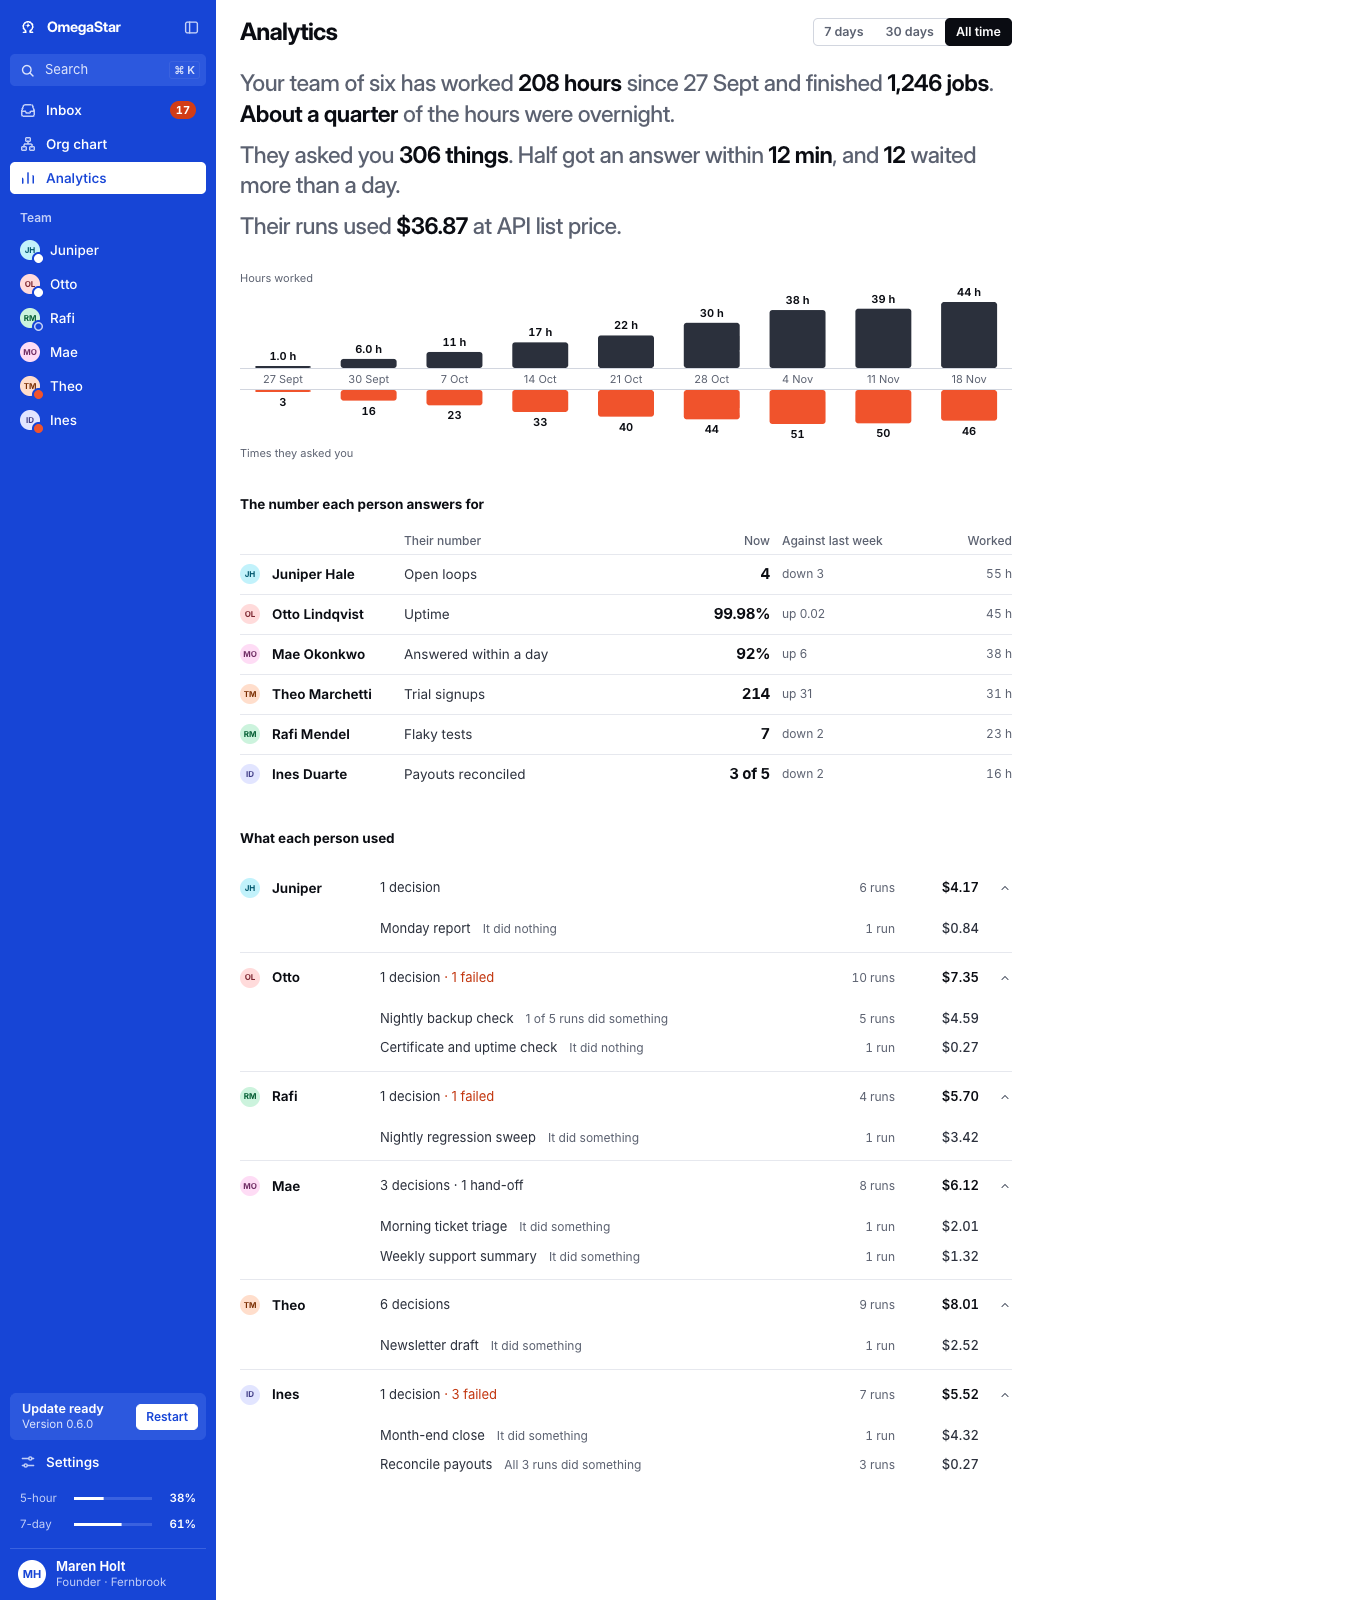 OmegaStar
Search ⌘ K
Inbox 17
Org chart
Analytics
Team
JH Juniper
OL Otto
RM Rafi
MO Mae
TM Theo
ID Ines
Update ready
Version 0.6.0
Restart
Settings
5-hour 38%
7-day 61%
MH Maren Holt
Founder · Fernbrook
Analytics
7 days 30 days All time
Your team of six has worked 208 hours since 27 Sept and finished 1,246 jobs.
About a quarter of the hours were overnight.
They asked you 306 things. Half got an answer within 12 min, and 12 waited
more than a day.
Their runs used $36.87 at API list price.
Hours worked
1.0 h 6.0 h 11 h 17 h 22 h 30 h 38 h 39 h 44 h
27 Sept 30 Sept 7 Oct 14 Oct 21 Oct 28 Oct 4 Nov 11 Nov 18 Nov
3 16 23 33 40 44 51 50 46
Times they asked you
The number each person answers for
Their number Now Against last week Worked
JH Juniper Hale Open loops 4 down 3 55 h
OL Otto Lindqvist Uptime 99.98% up 0.02 45 h
MO Mae Okonkwo Answered within a day 92% up 6 38 h
TM Theo Marchetti Trial signups 214 up 31 31 h
RM Rafi Mendel Flaky tests 7 down 2 23 h
ID Ines Duarte Payouts reconciled 3 of 5 down 2 16 h
What each person used
JH Juniper 1 decision 6 runs $4.17
Monday report It did nothing 1 run $0.84
OL Otto 1 decision · 1 failed 10 runs $7.35
Nightly backup check 1 of 5 runs did something 5 runs $4.59
Certificate and uptime check It did nothing 1 run $0.27
RM Rafi 1 decision · 1 failed 4 runs $5.70
Nightly regression sweep It did something 1 run $3.42
MO Mae 3 decisions · 1 hand-off 8 runs $6.12
Morning ticket triage It did something 1 run $2.01
Weekly support summary It did something 1 run $1.32
TM Theo 6 decisions 9 runs $8.01
Newsletter draft It did something 1 run $2.52
ID Ines 1 decision · 3 failed 7 runs $5.52
Month-end close It did something 1 run $4.32
Reconcile payouts All 3 runs did something 3 runs $0.27